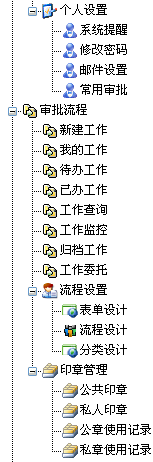 个人设置
系统提醒
修改密码
邮件设置
常用审批
审批流程
新建工作
我的工作
待办工作
已办工作
工作查询
工作监控
归档工作
工作委托
流程设置
表单设计
流程设计
分类设计
印章管理
公共印章
私人印章
公章使用记录
私章使用记录